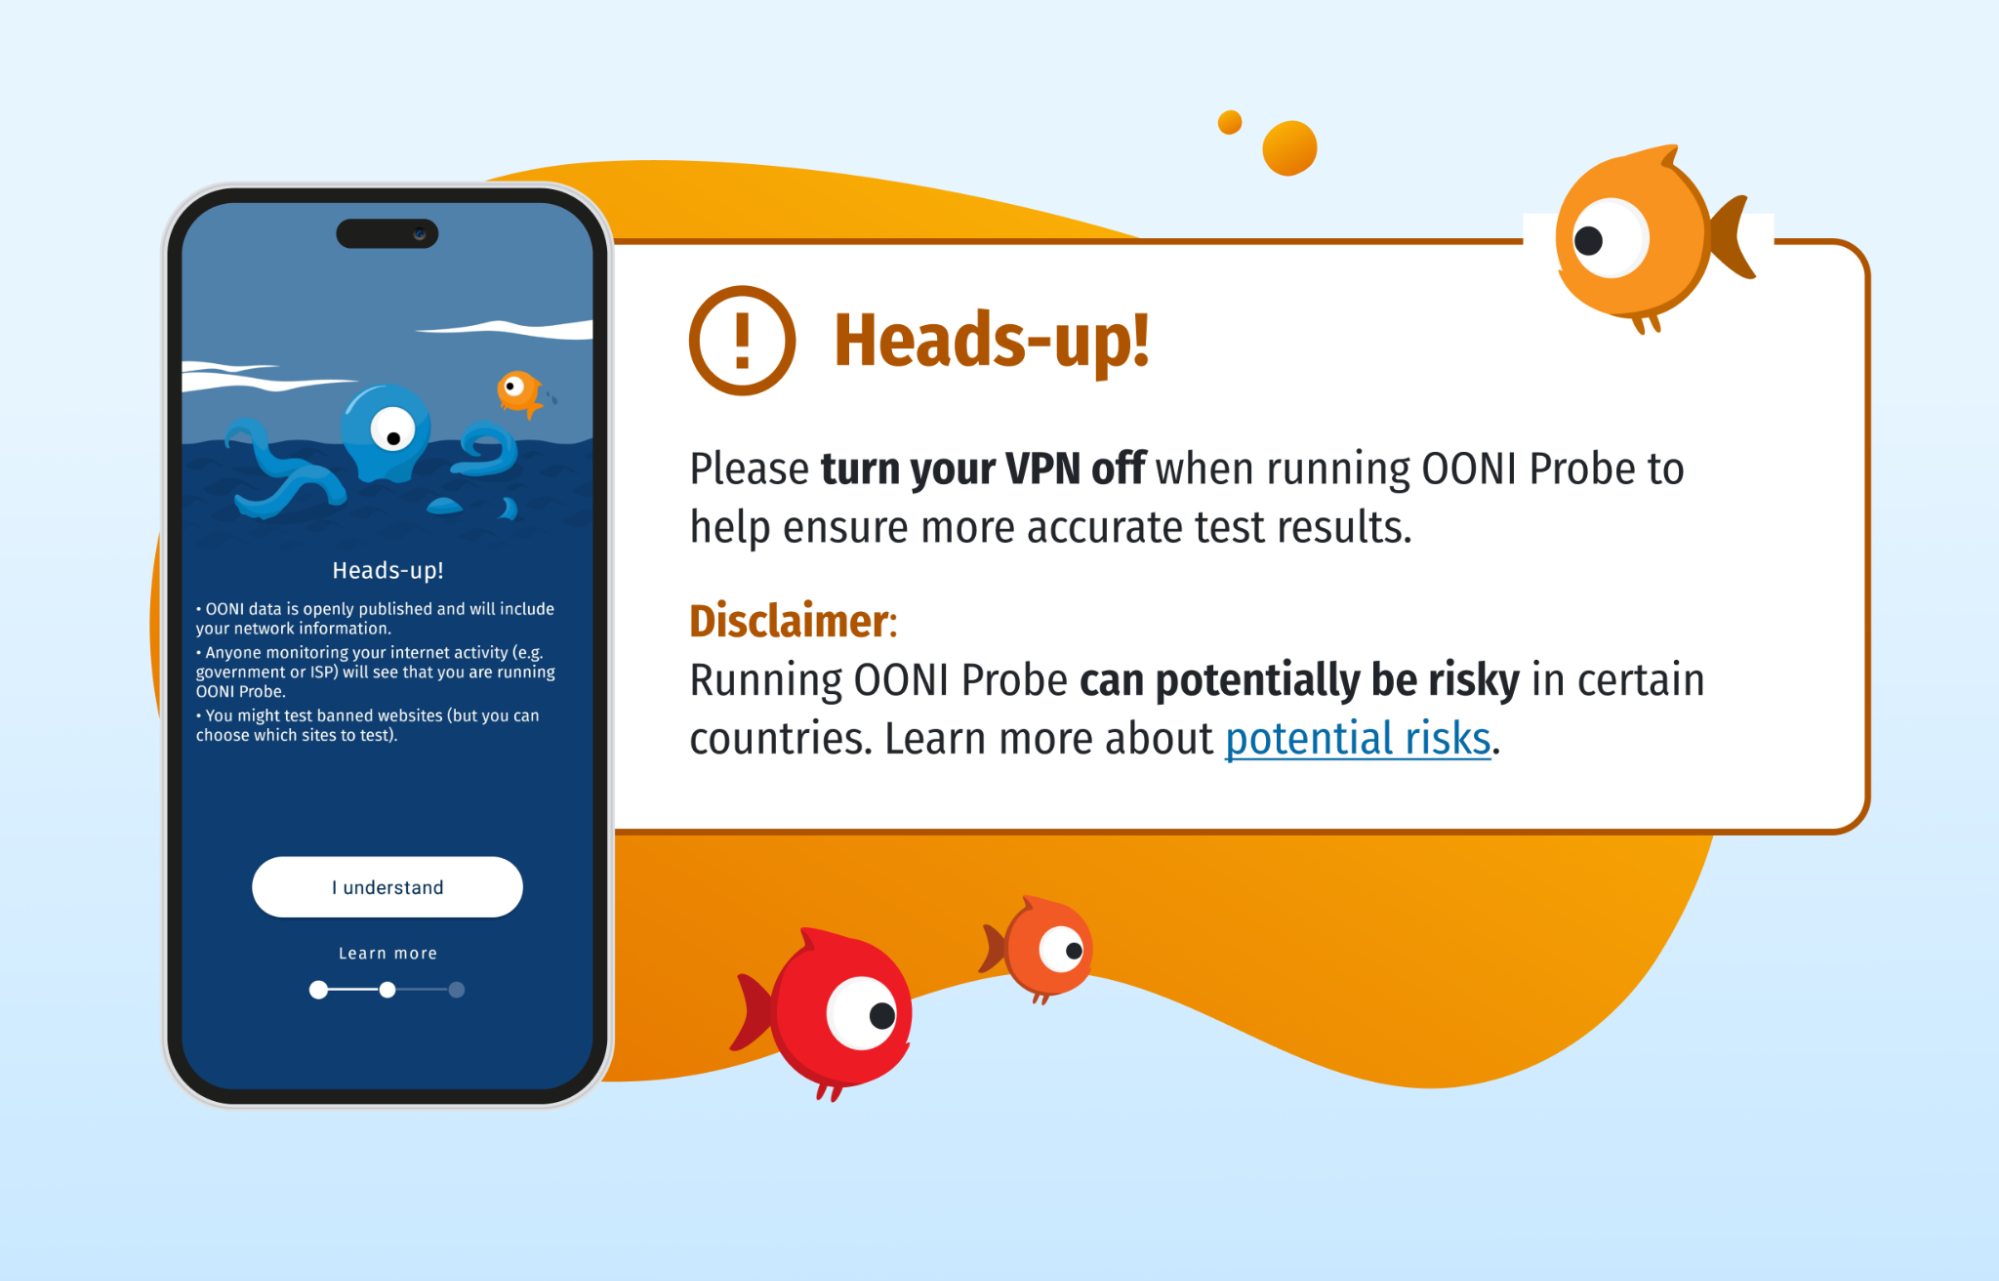 Heads-up!
• OONI data is openly published and will include
your network information.
• Anyone monitoring your internet activity (e.g.
government or ISP) will see that you are running
OONI Probe.
• You might test banned websites (but you can
choose which sites to test).
I understand
Learn more
Heads-up!
Please turn your VPN off when running OONI Probe to
help ensure more accurate test results.
Disclaimer:
Running OONI Probe can potentially be risky in certain
countries. Learn more about potential risks.